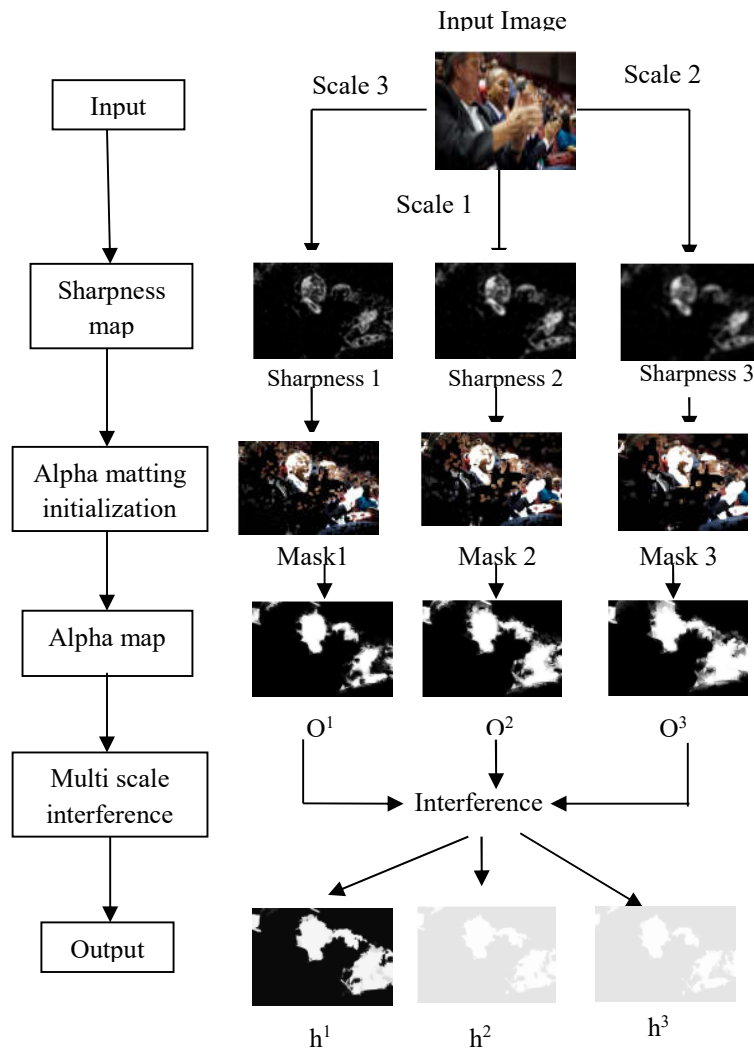 Input Image
Scale 3
Scale 2
Input
Scale 1
Sharpness
map
Sharpness 1
Sharpness 2
Sharpness 3
Alpha matting
initialization
Mask1
Mask 2
Mask 3
Alpha map
O¹
O²
O³
Multi scale
interference
Interference
Output
h¹
h²
h³